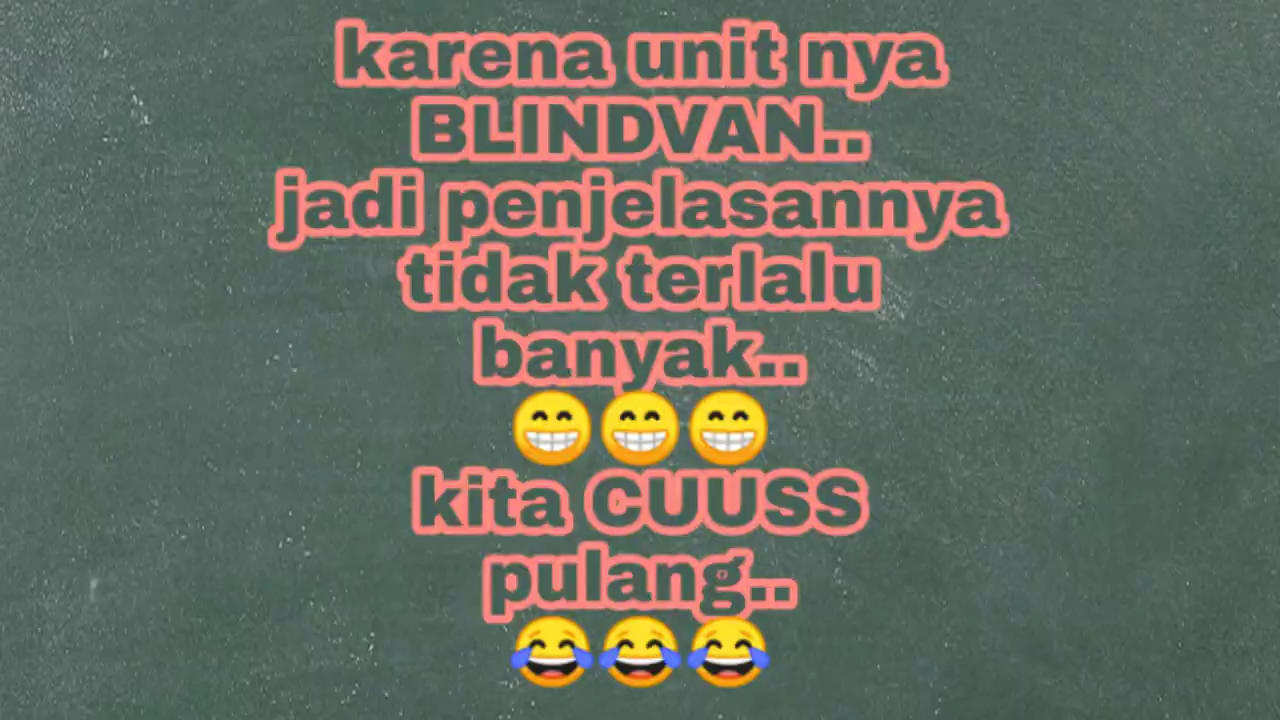 karena unit nya
BLINDVAN..
jadi penjelasannya
tidak terlalu
banyak..
😁😁😁
kita CUUSS
pulang..
😂😂😂